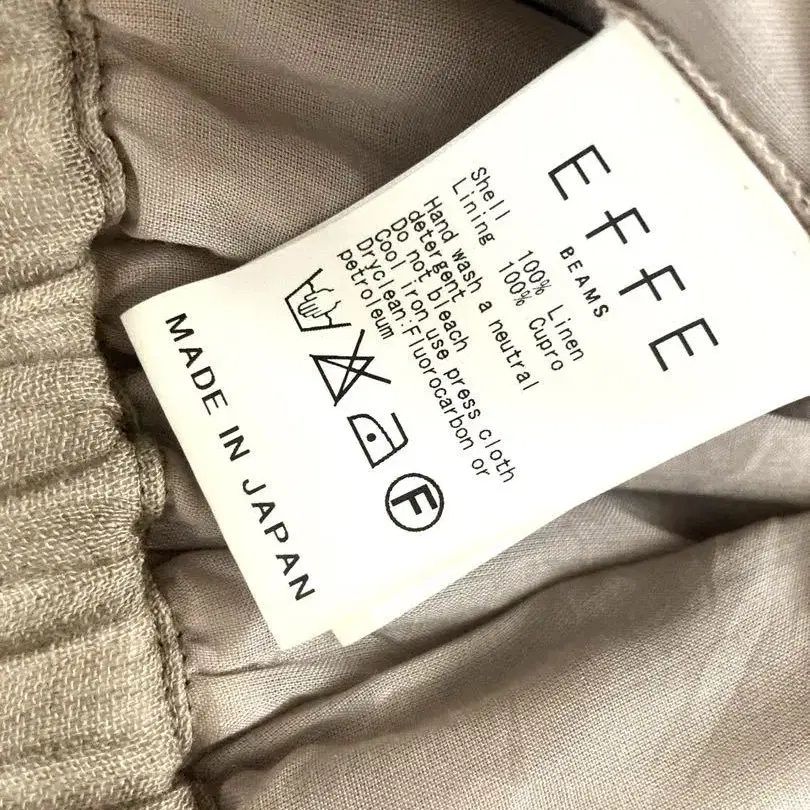 EFFE
BEAMS
Shell 100% Linen
Lining 100% Cupro
Hand wash a neutral
detergent
Do not bleach
Cool iron use press cloth
Dryclean:Fluorocarbon or
petroleum
F
MADE IN JAPAN